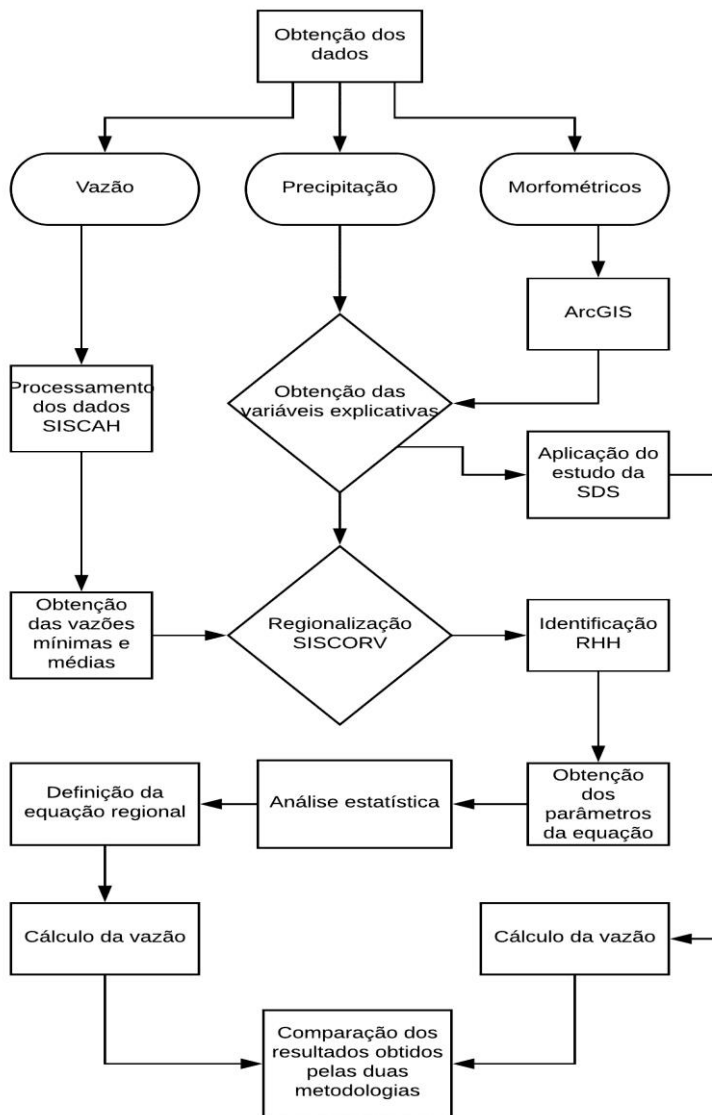 Obtenção dos
dados
Vazão
Precipitação
Morfométricos
ArcGIS
Processamento
dos dados
SISCAH
Obtenção das
variáveis explicativas
Aplicação do
estudo da
SDS
Obtenção
das vazões
mínimas e
médias
Regionalização
SISCORV
Identificação
RHH
Definição da
equação regional
Análise estatística
Obtenção
dos
parâmetros
da equação
Cálculo da vazão
Cálculo da vazão
Comparação dos
resultados obtidos
pelas duas
metodologias